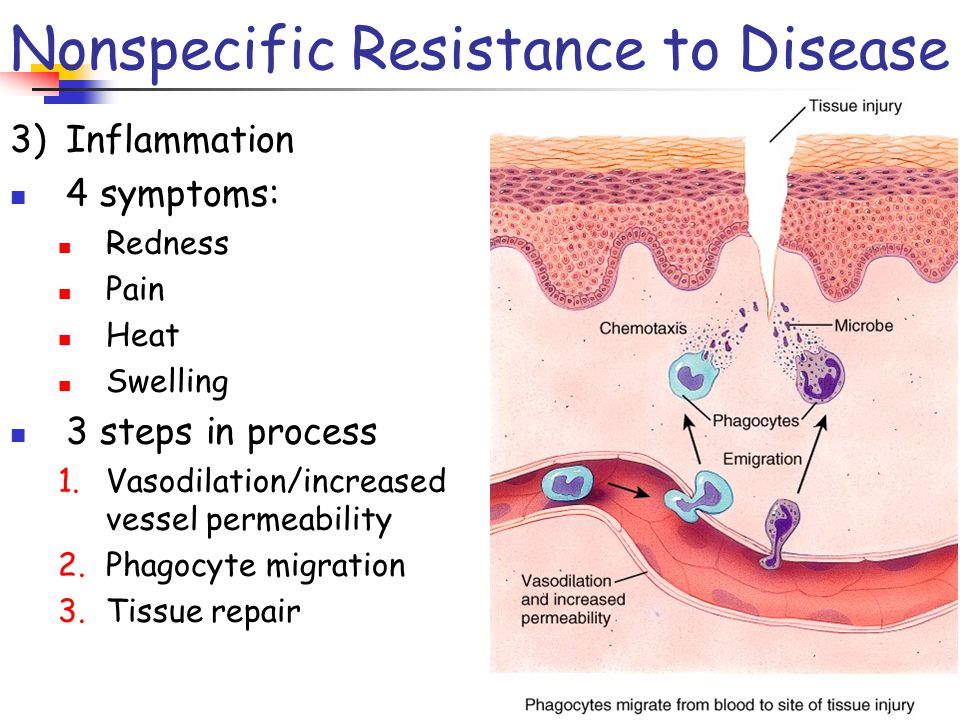 Nonspecific Resistance to Disease
3) Inflammation
4 symptoms:
Redness
Pain
Heat
Swelling
3 steps in process
1. Vasodilation/increased
vessel permeability
2. Phagocyte migration
3. Tissue repair
Tissue injury
Chemotaxis
Microbe
Phagocytes
Emigration
Vasodilation
and increased
permeability
Phagocytes migrate from blood to site of tissue injury